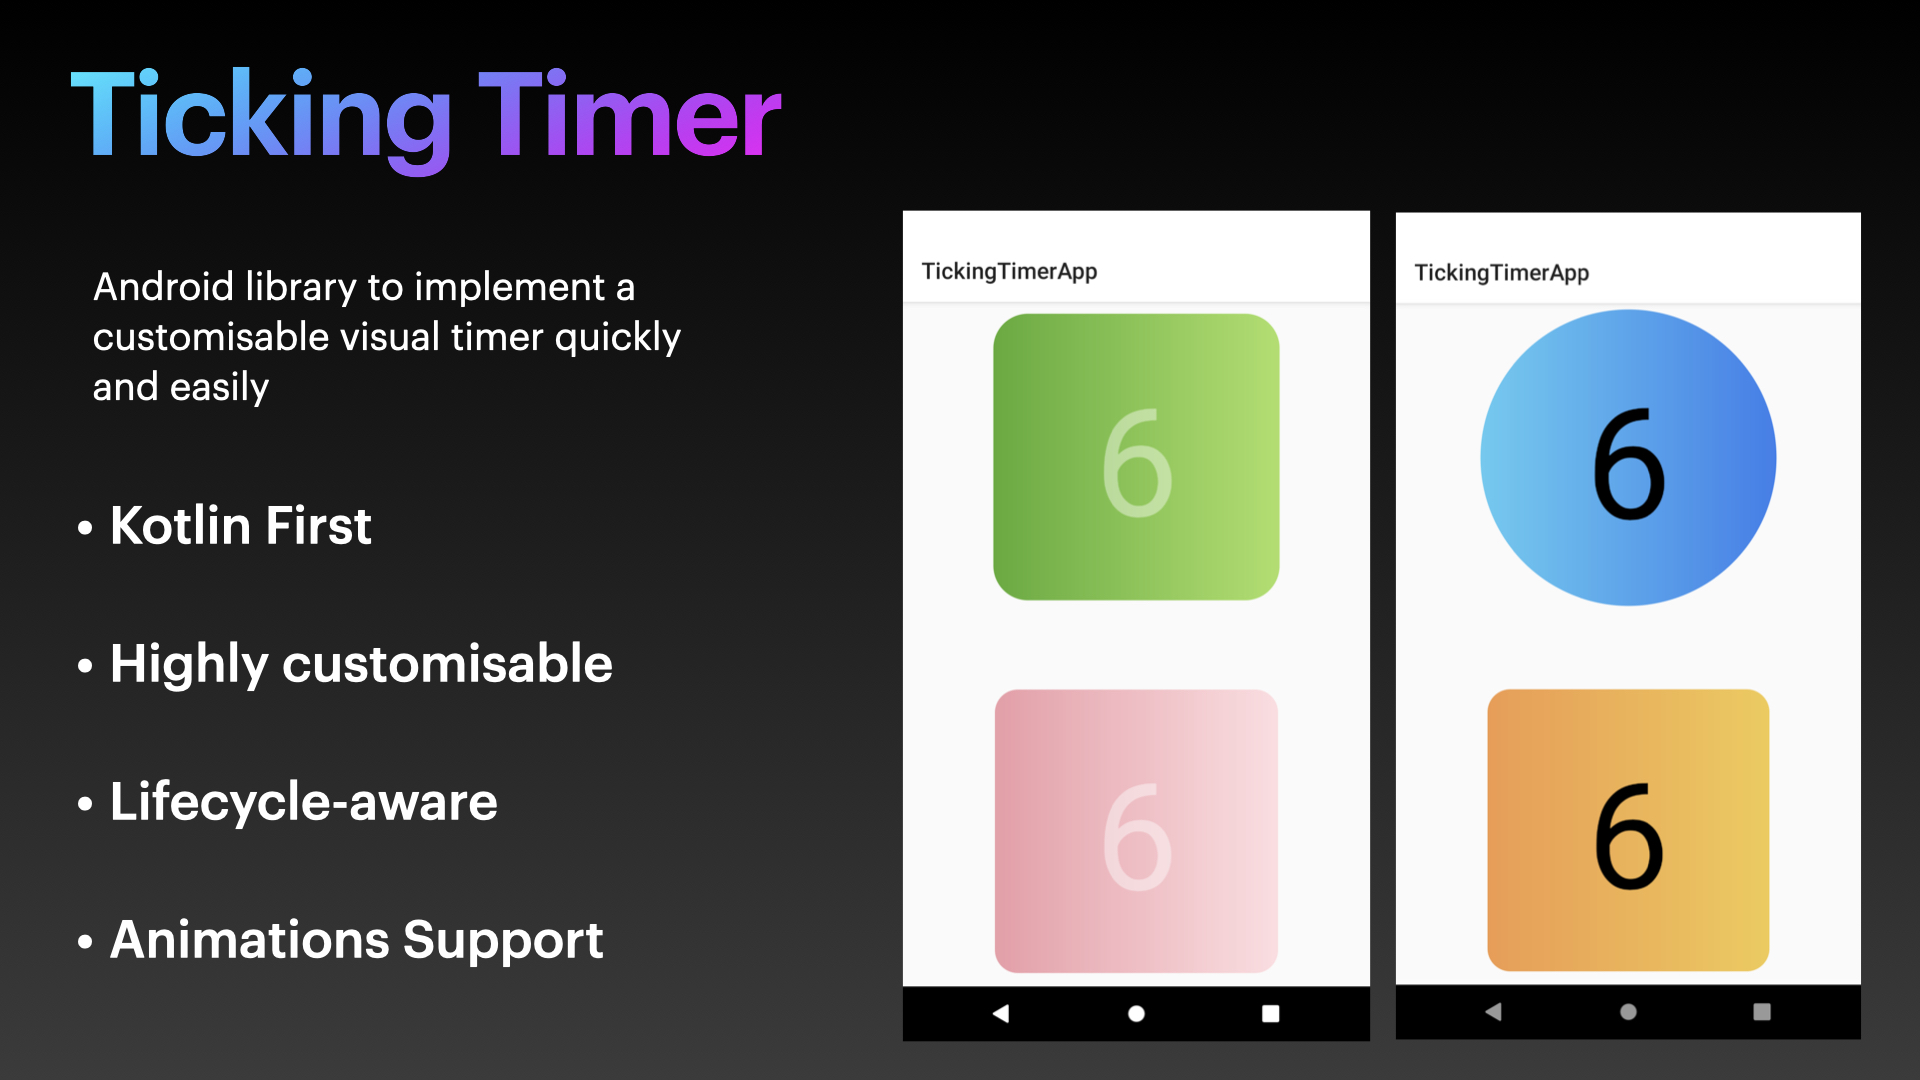 Ticking Timer
Android library to implement a
customisable visual timer quickly
and easily
• Kotlin First
• Highly customisable
• Lifecycle-aware
• Animations Support
TickingTimerApp
6
6
TickingTimerApp
6
6